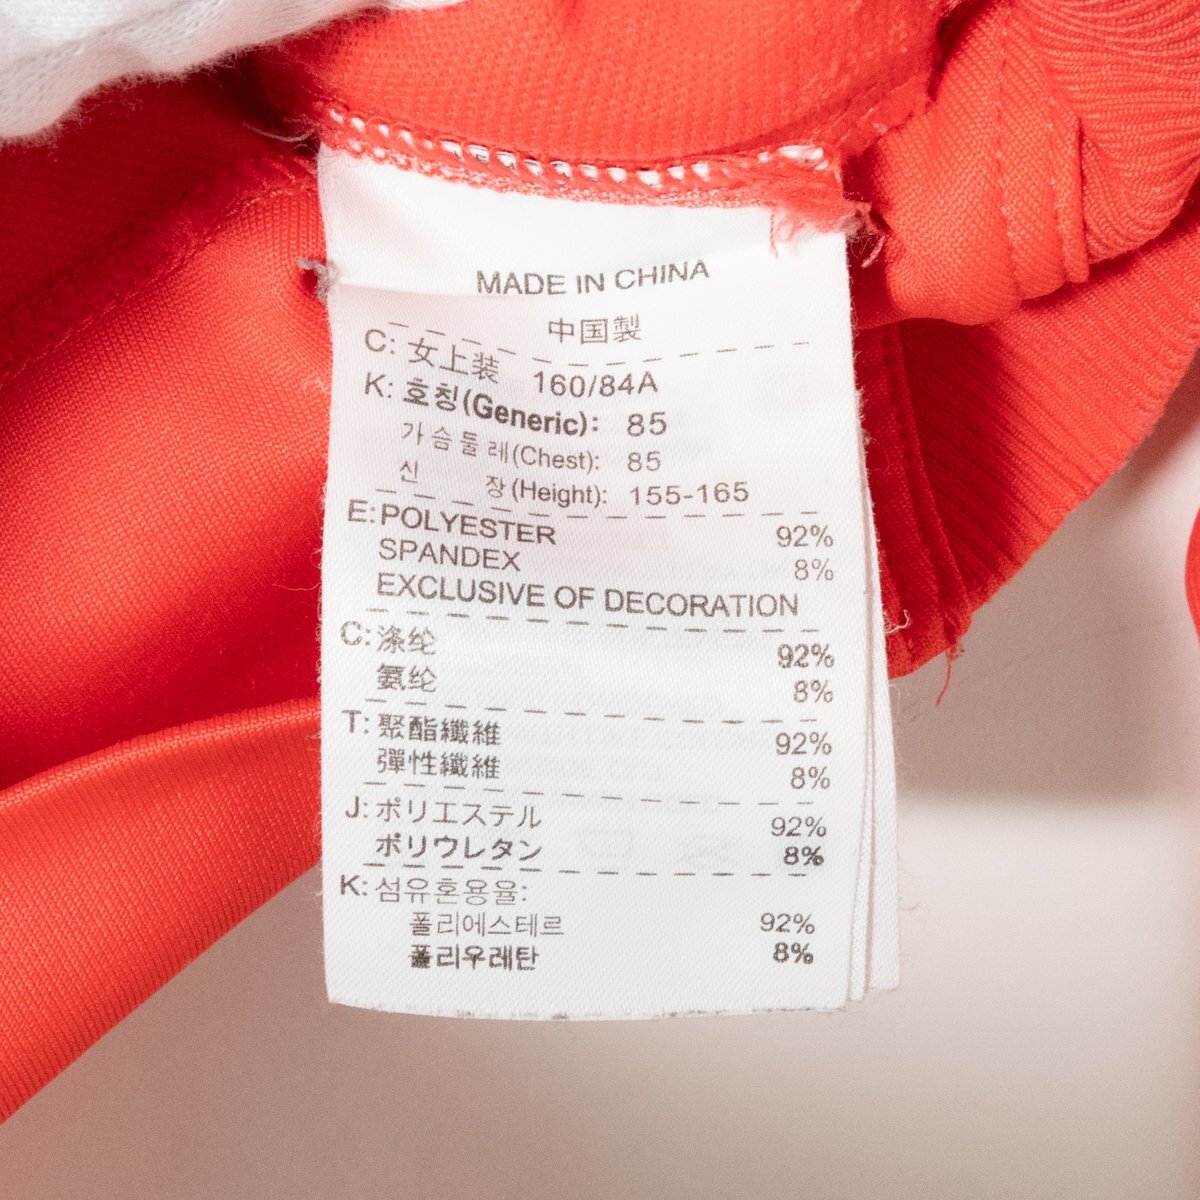 MADE IN CHINA
中国製
C: 女上装 160/84A
K: 호칭(Generic): 85
가슴둘레(Chest): 85
신 장(Height): 155-165
E: POLYESTER 92%
SPANDEX 8%
EXCLUSIVE OF DECORATION
C: 涤纶 92%
氨纶 8%
T: 聚酯纖維 92%
彈性纖維 8%
J: ポリエステル 92%
ポリウレタン 8%
K: 섬유혼용율:
폴리에스테르 92%
폴리우레탄 8%